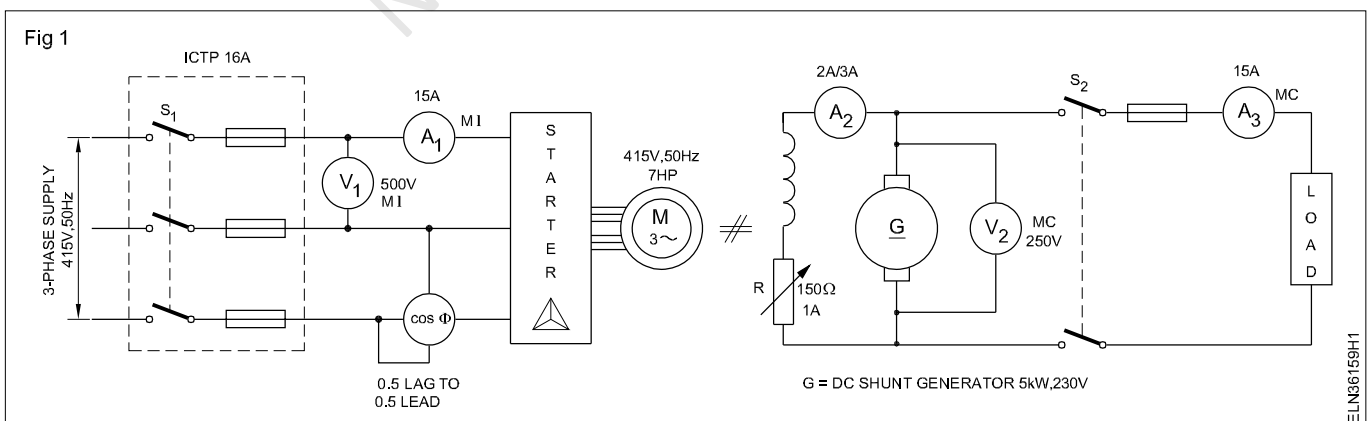 Fig 1
ICTP 16A
S1
3-PHASE SUPPLY
415V,50Hz
15A
A1
M I
V1
500V
M I
cos Φ
0.5 LAG TO
0.5 LEAD
STARTER
415V,50Hz
7HP
M
3~
2A/3A
A2
R
150Ω
1A
G
V2
MC
250V
S2
15A
A3
MC
LOAD
G = DC SHUNT GENERATOR 5kW,230V
ELN36159H1